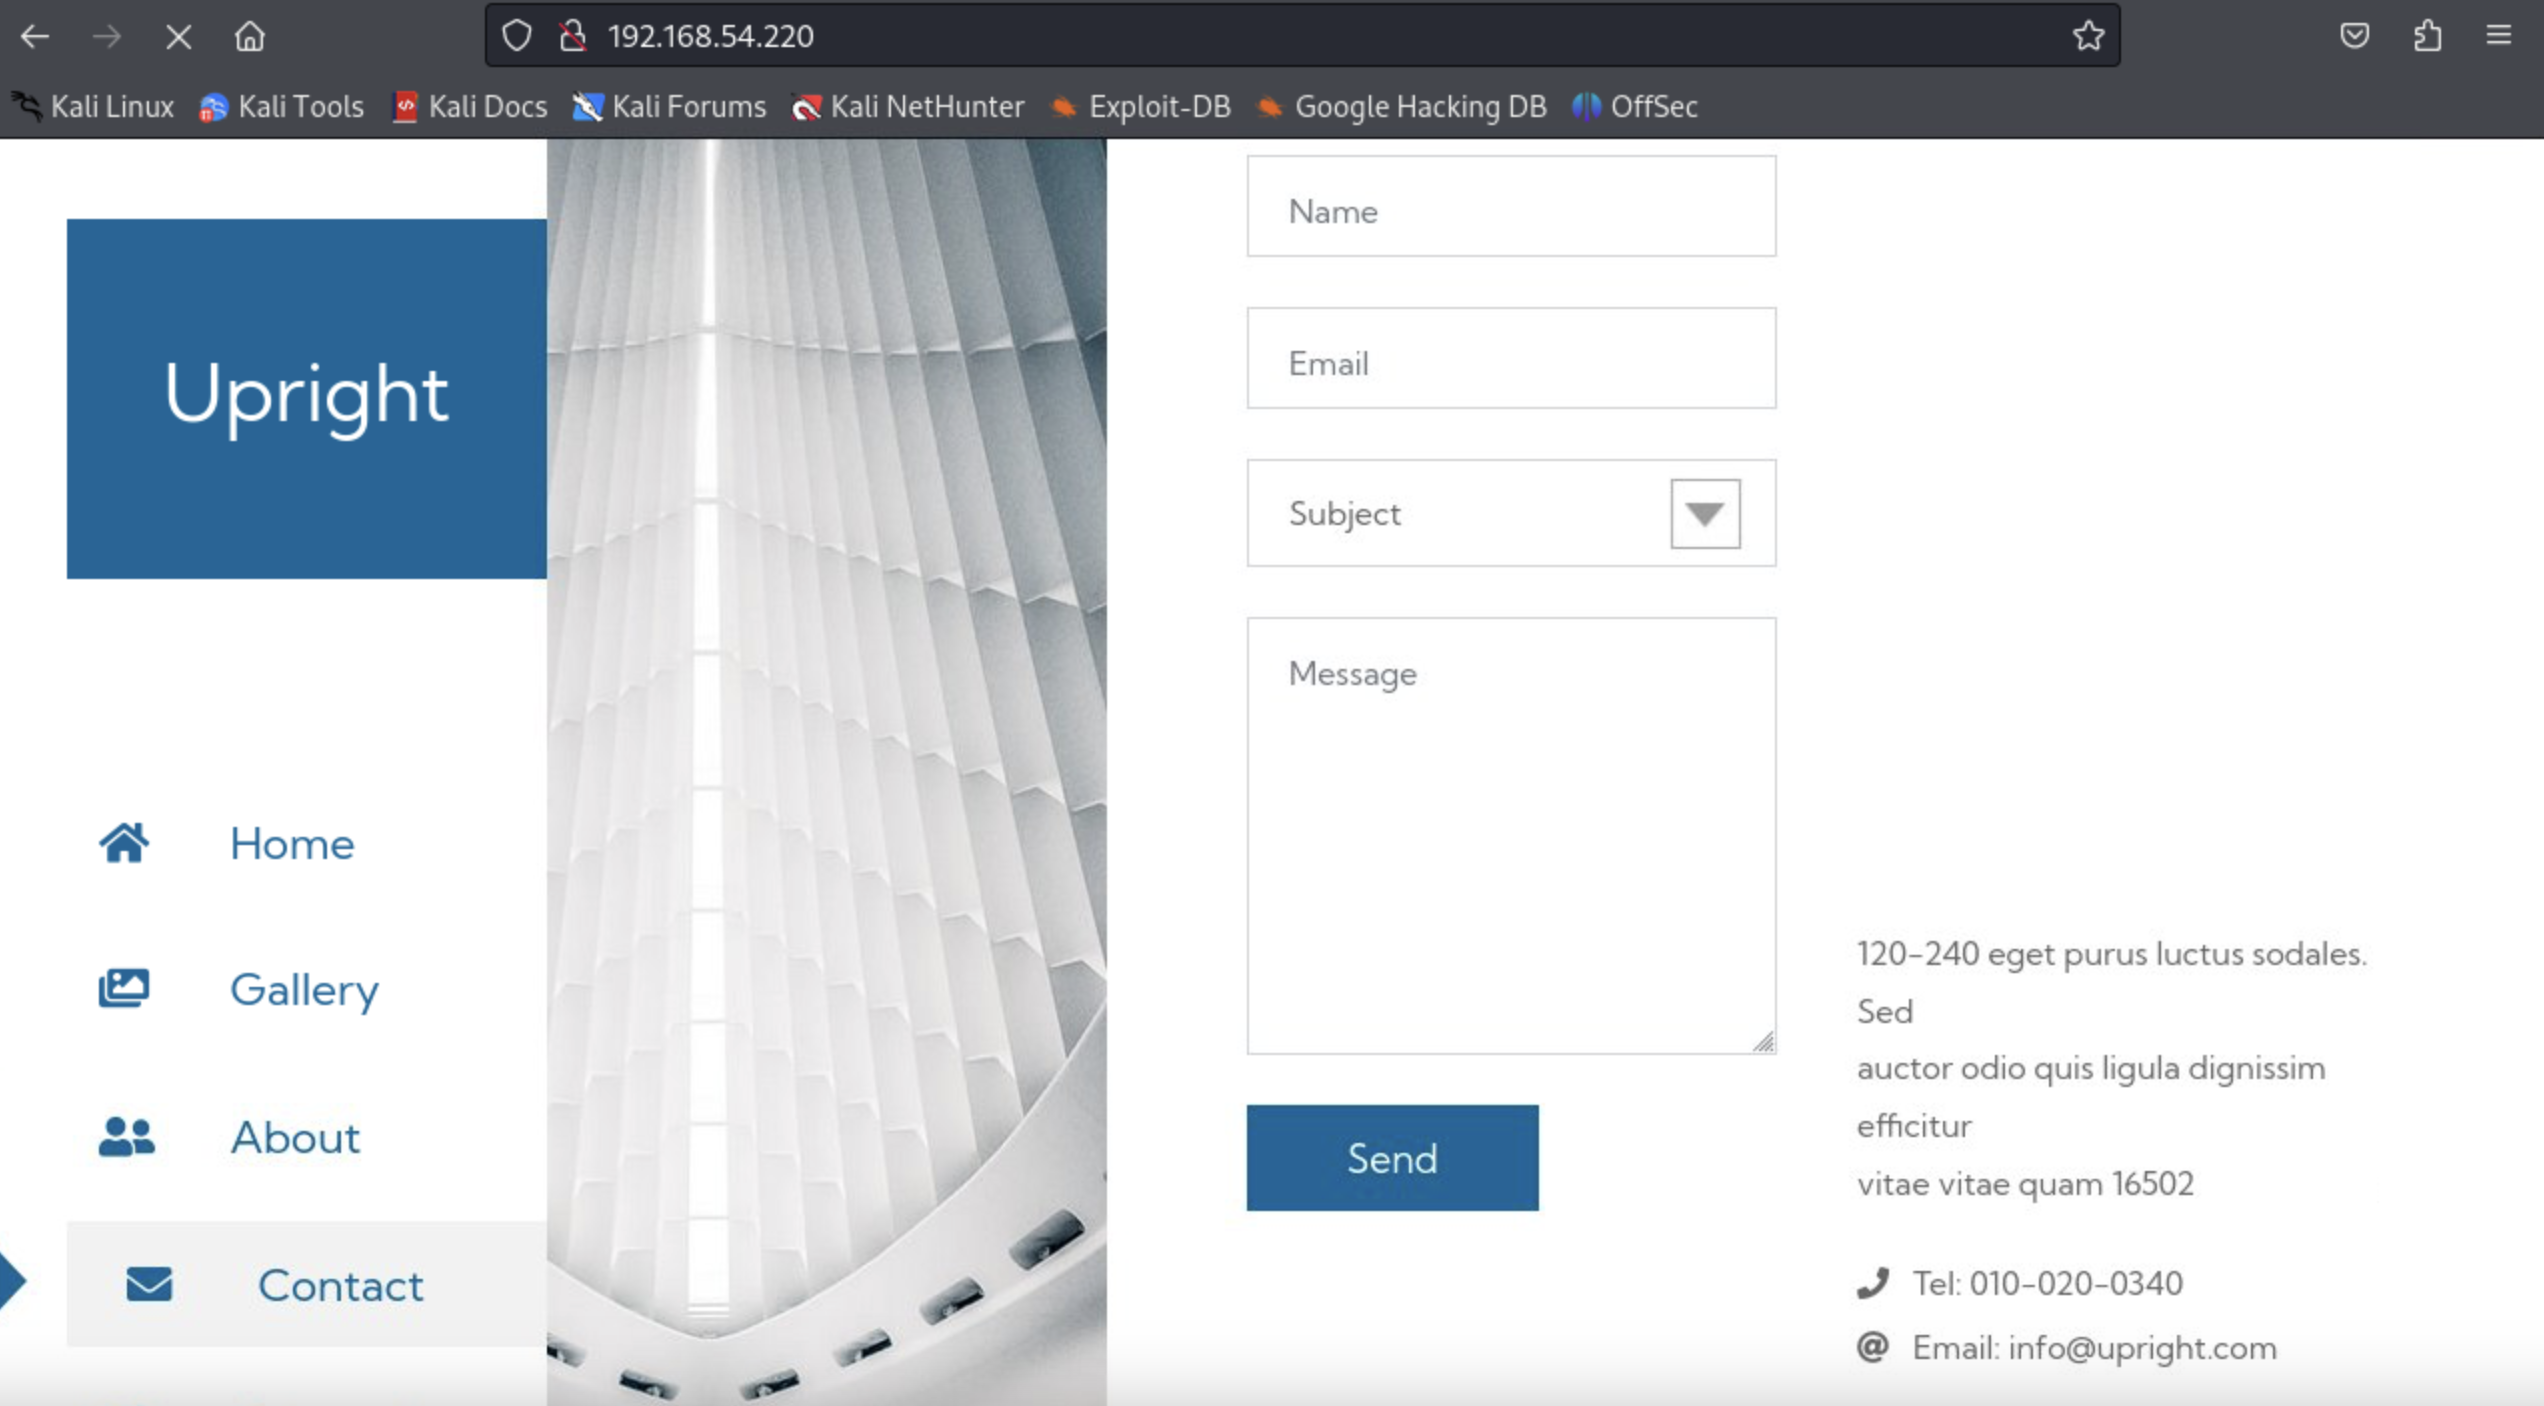 192.168.54.220
Kali Linux Kali Tools Kali Docs Kali Forums Kali NetHunter Exploit-DB Google Hacking DB OffSec
Upright
Home
Gallery
About
Contact
Name
Email
Subject
Message
Send
120-240 eget purus luctus sodales.
Sed
auctor odio quis ligula dignissim
efficitur
vitae vitae quam 16502
Tel: 010-020-0340
Email: info@upright.com